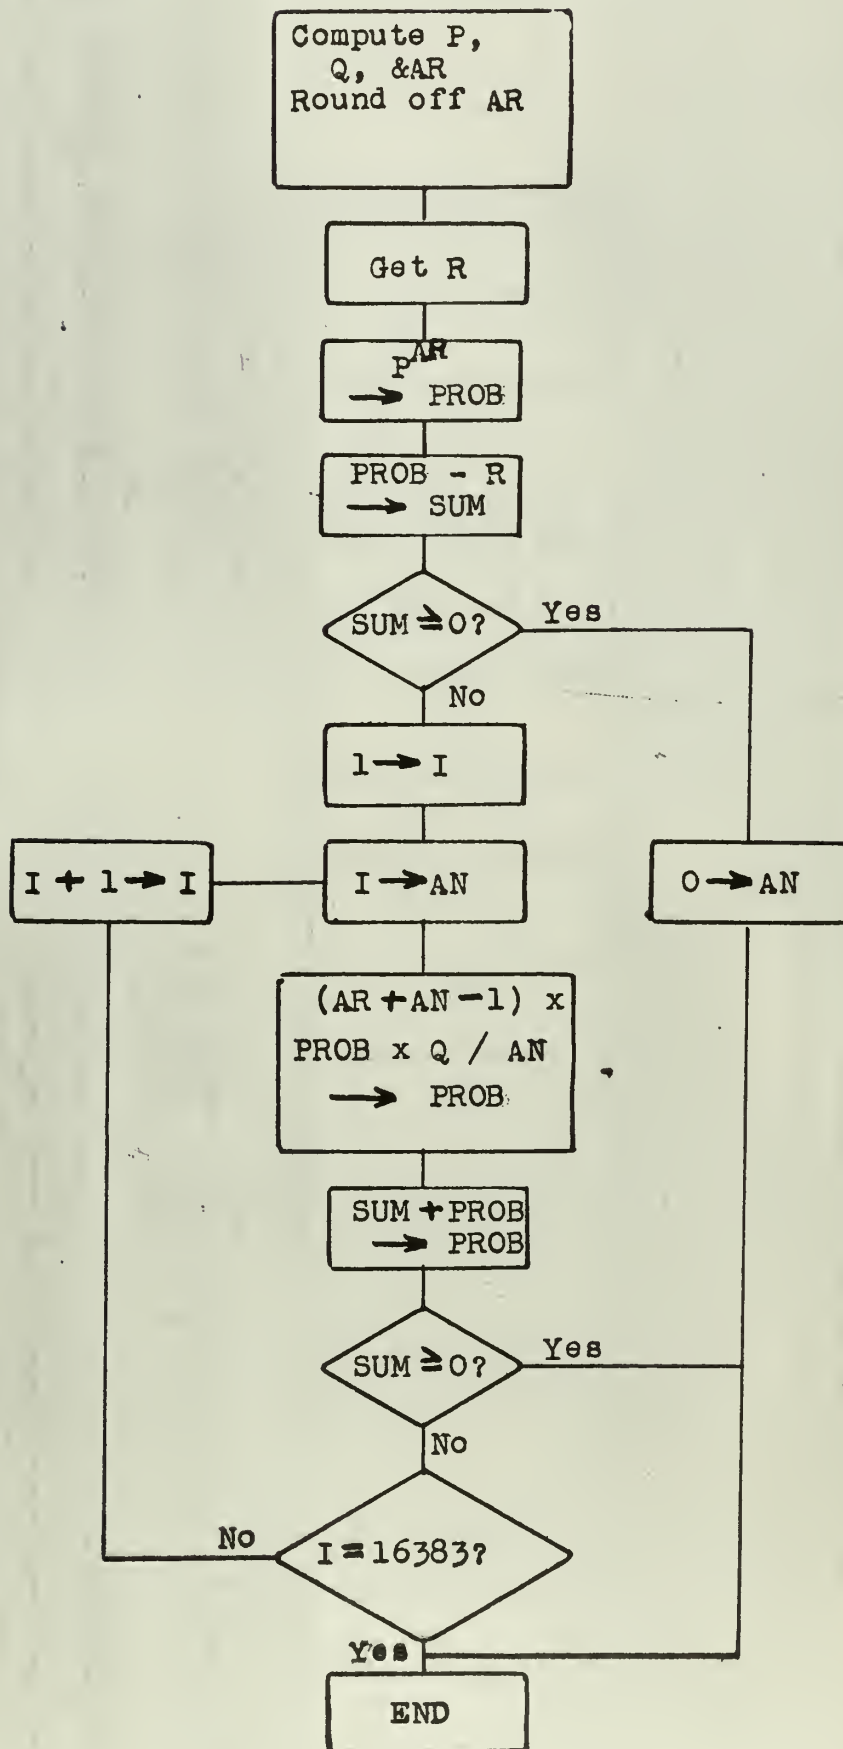 Compute P,
Q, &AR
Round off AR
Get R
P^AR
→ PROB
PROB - R
→ SUM
SUM ≥ 0?
Yes
No
1 → I
I + 1 → I
I → AN
0 → AN
(AR + AN - 1) x
PROB x Q / AN
→ PROB
SUM + PROB
→ PROB
SUM ≥ 0?
Yes
No
No
I = 16383?
Yes
END